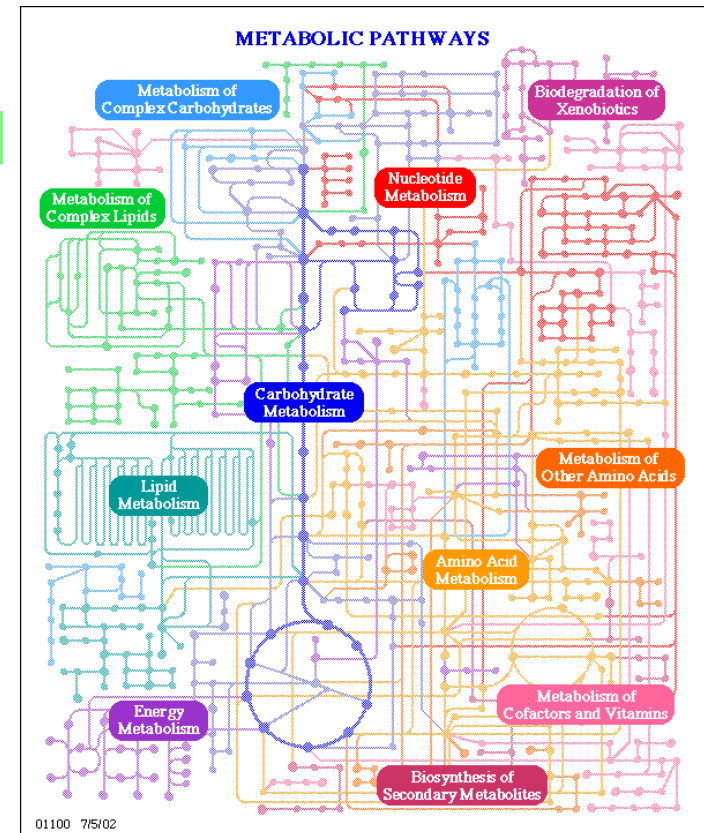 METABOLIC PATHWAYS
Metabolism of
Complex Carbohydrates
Biodegradation of
Xenobiotics
Nucleotide
Metabolism
Metabolism of
Complex Lipids
Carbohydrate
Metabolism
Metabolism of
Other Amino Acids
Lipid
Metabolism
Amino Acid
Metabolism
Metabolism of
Cofactors and Vitamins
Energy
Metabolism
Biosynthesis of
Secondary Metabolites
01100 7/5/02